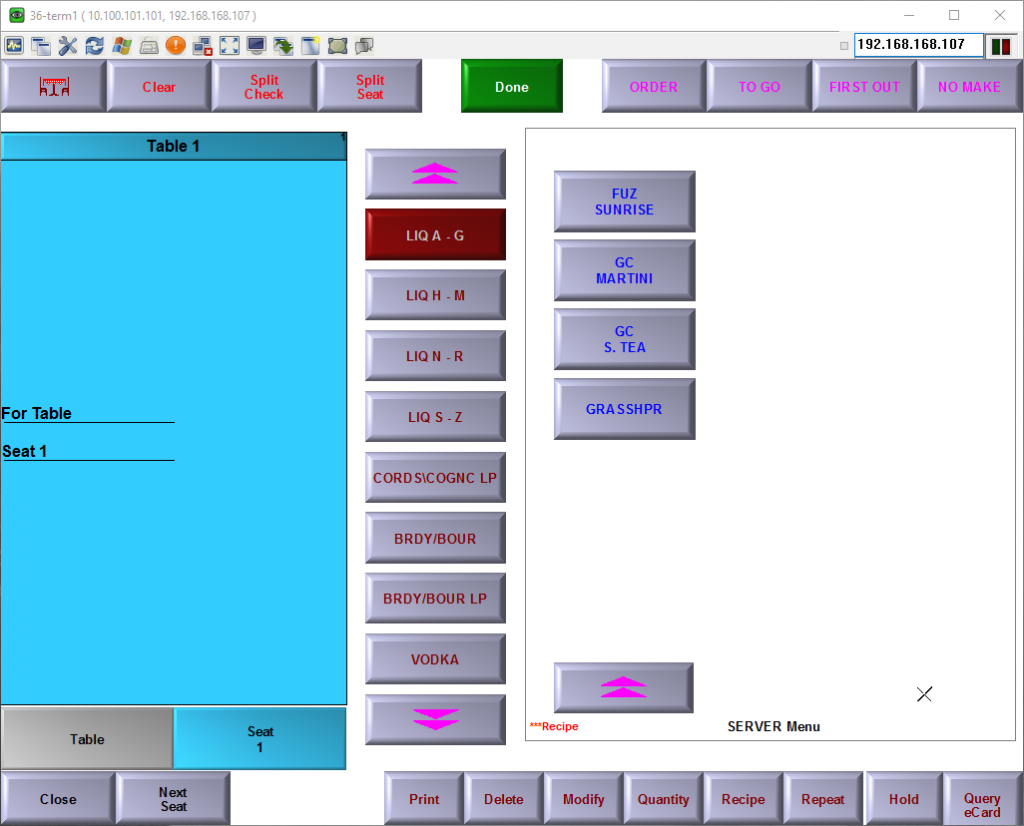 36-term1 ( 10.100.101.101, 192.168.168.107 )
192.168.168.107
Clear
Split
Check
Split
Seat
Done
ORDER
TO GO
FIRST OUT
NO MAKE
Table 1
1
For Table
Seat 1
LIQ A - G
LIQ H - M
LIQ N - R
LIQ S - Z
CORDS\COGNC LP
BRDY/BOUR
BRDY/BOUR LP
VODKA
FUZ
SUNRISE
GC
MARTINI
GC
S. TEA
GRASSHPR
***Recipe
SERVER Menu
Table
Seat
1
Close
Next
Seat
Print
Delete
Modify
Quantity
Recipe
Repeat
Hold
Query
eCard